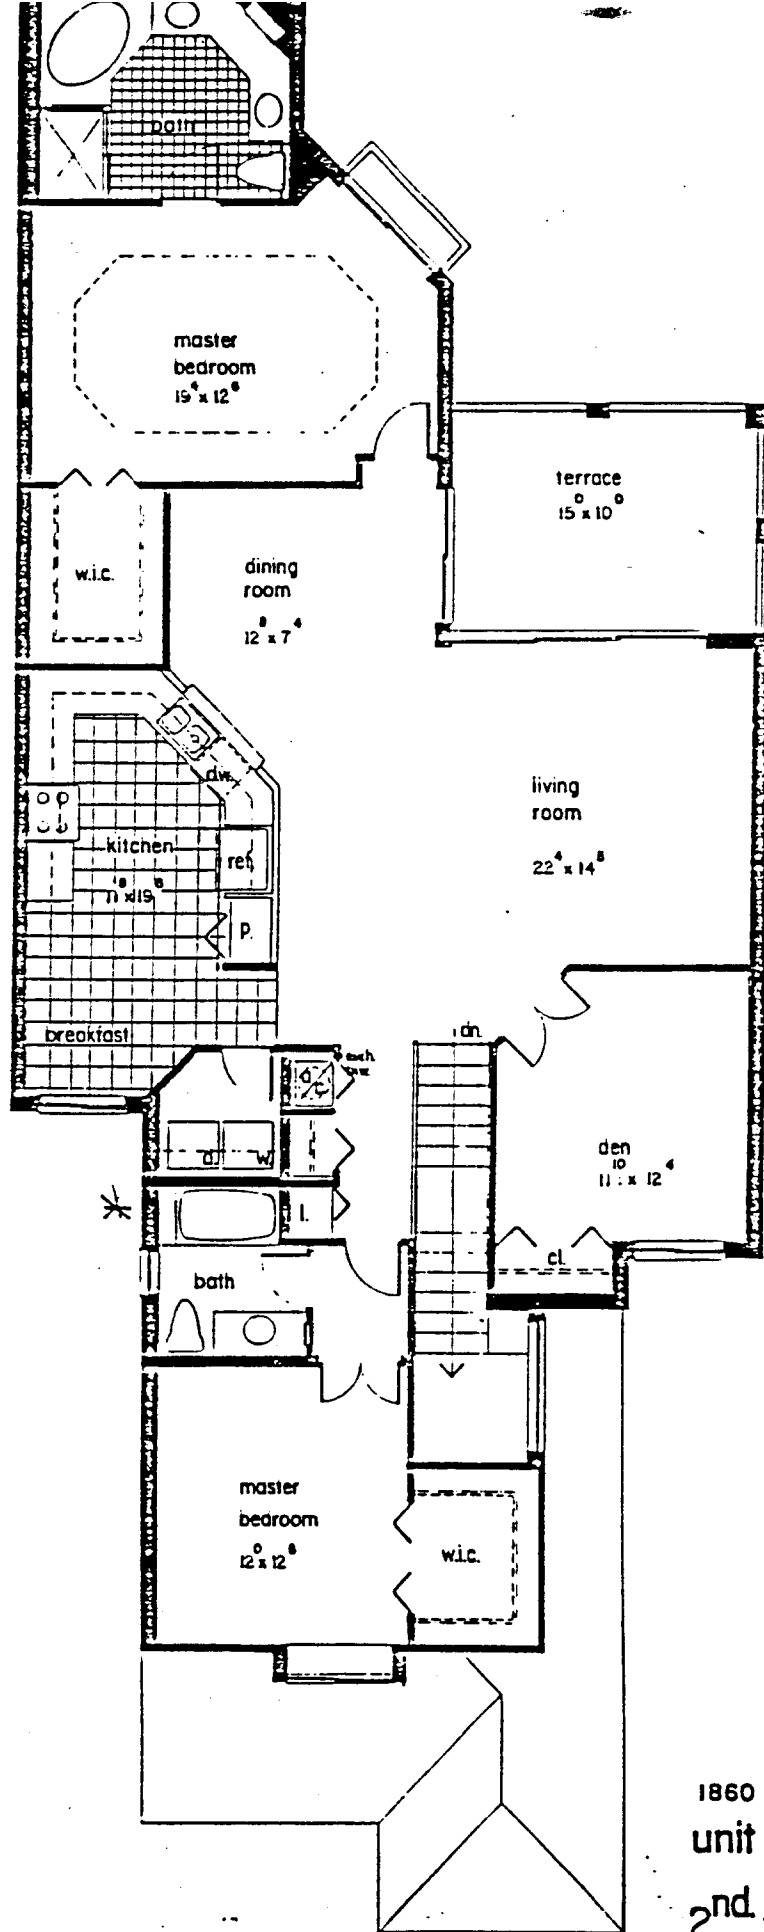 bath
master
bedroom
19⁴ x 12⁶
terrace
15⁰ x 10⁰
w.i.c.
dining
room
12⁸ x 7⁴
d.w.
living
room
22⁴ x 14⁸
kitchen
ref.
p.
breakfast
dn.
a/c
d. w.
den
11¹⁰ x 12⁴
l.
cl.
bath
master
bedroom
12⁰ x 12⁸
w.i.c.
1860
unit
2nd.